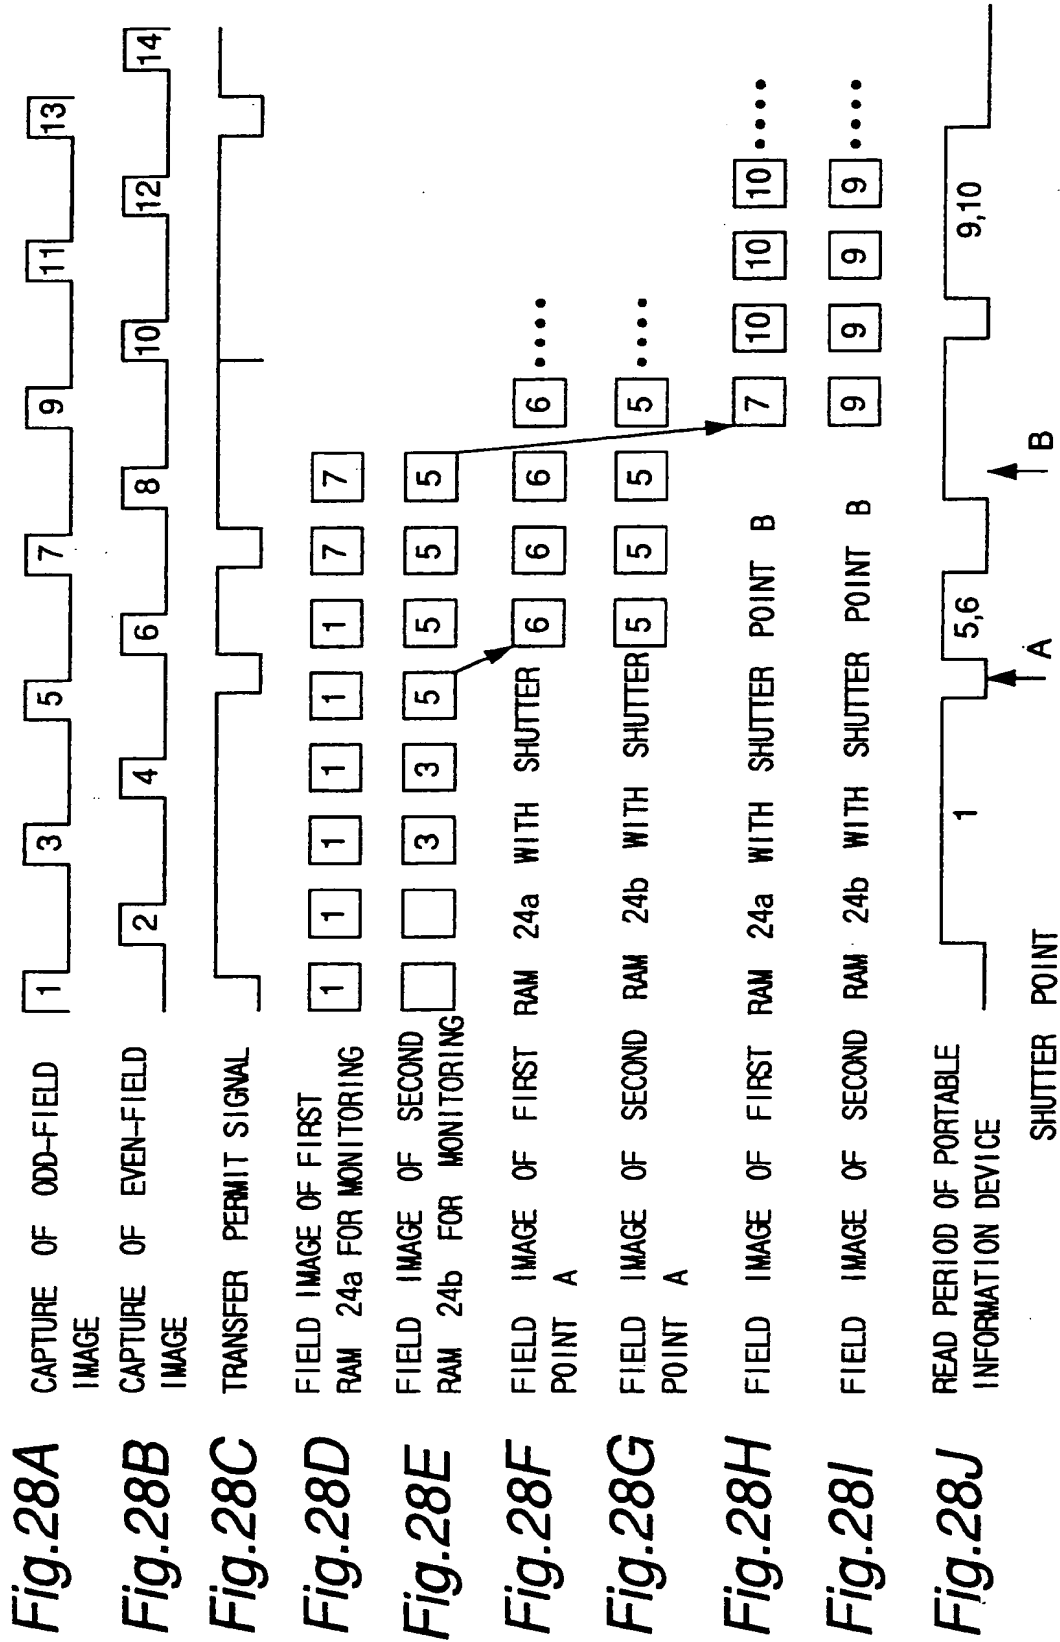 Fig.28A
CAPTURE OF ODD-FIELD
IMAGE
1 3 5 7 9 11 13
Fig.28B
CAPTURE OF EVEN-FIELD
IMAGE
2 4 6 8 10 12 14
Fig.28C
TRANSFER PERMIT SIGNAL
Fig.28D
FIELD IMAGE OF FIRST
RAM 24a FOR MONITORING
1 1 1 1 1 1 7 7
Fig.28E
FIELD IMAGE OF SECOND
RAM 24b FOR MONITORING
3 3 5 5 5 5
Fig.28F
FIELD IMAGE OF FIRST RAM 24a WITH SHUTTER
POINT A
6 6 6 6 ....
Fig.28G
FIELD IMAGE OF SECOND RAM 24b WITH SHUTTER
POINT A
5 5 5 5 ....
Fig.28H
FIELD IMAGE OF FIRST RAM 24a WITH SHUTTER POINT B
7 10 10 10 ....
Fig.28I
FIELD IMAGE OF SECOND RAM 24b WITH SHUTTER POINT B
9 9 9 9 ....
Fig.28J
READ PERIOD OF PORTABLE
INFORMATION DEVICE
1 5,6 9,10
SHUTTER POINT
A B